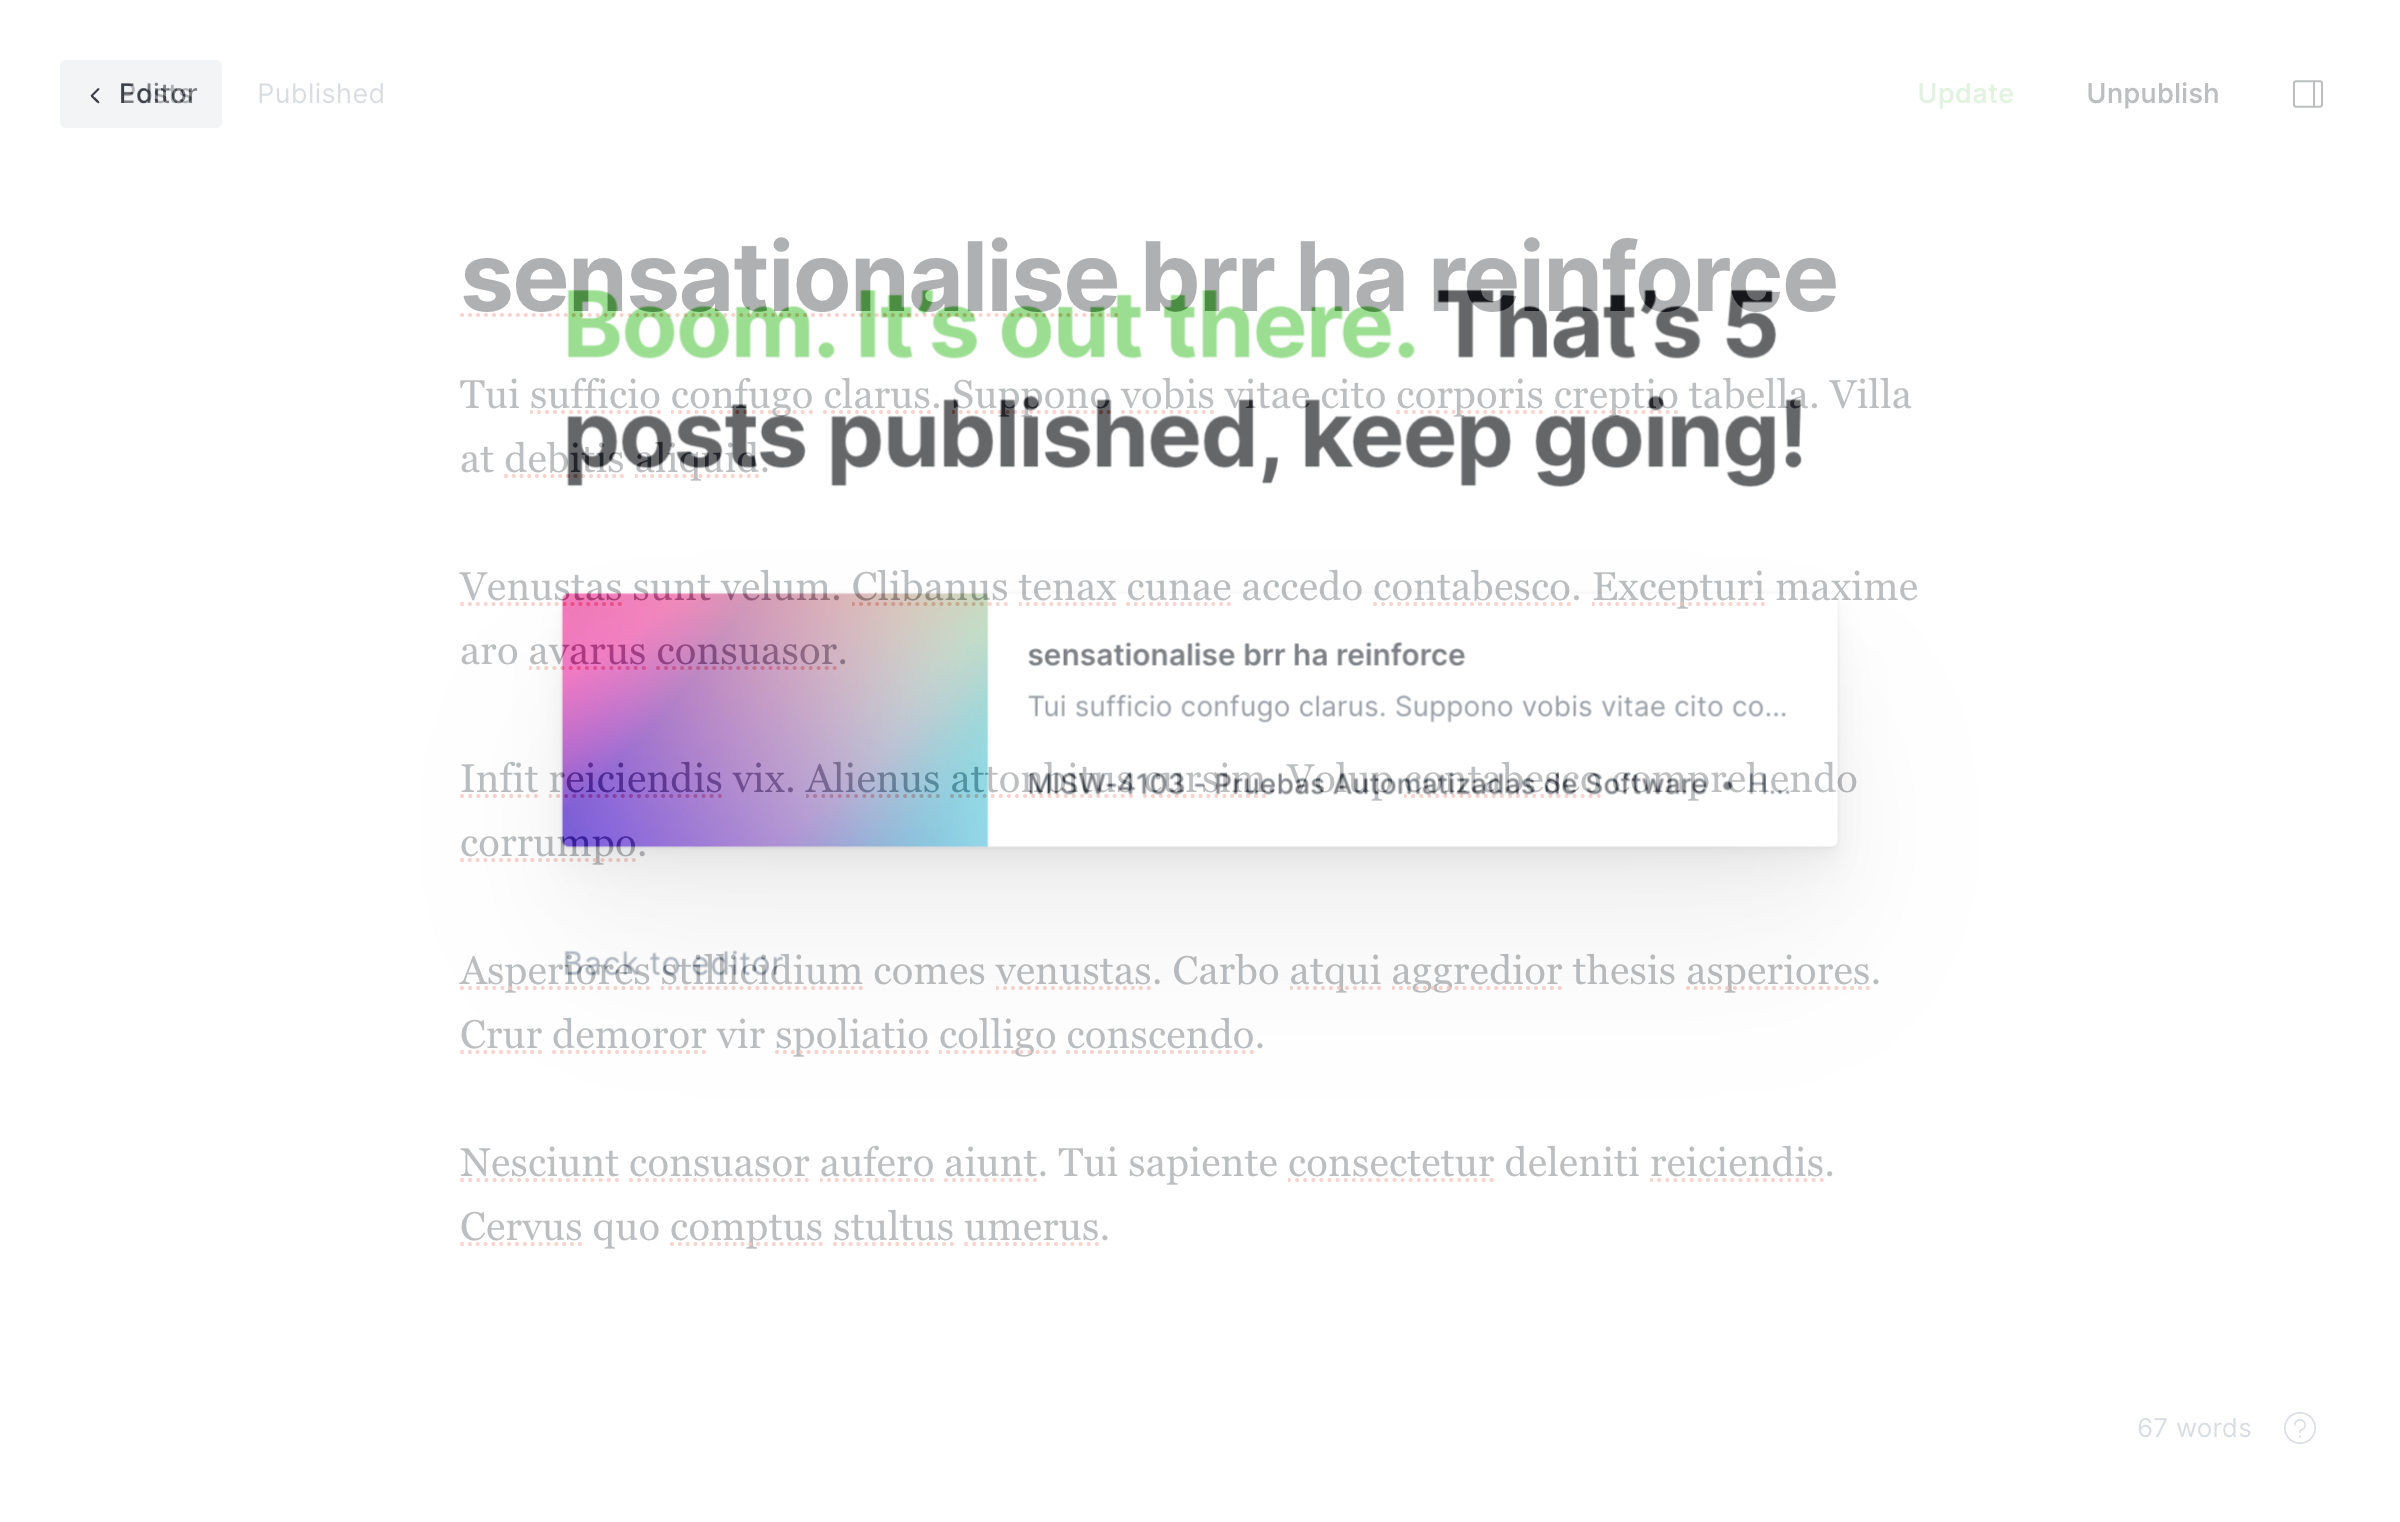 Editor Published Update Unpublish
sensationalise brr ha reinforce
Boom. It’s out there. That’s 5
Tui sufficio confugo clarus. Suppono vobis vitae cito corporis creptio tabella. Villa
posts published, keep going!
at debitis aliquid.
Venustas sunt velum. Clibanus tenax cunae accedo contabesco. Excepturi maxime
aro avarus consuasor.
sensationalise brr ha reinforce
Tui sufficio confugo clarus. Suppono vobis vitae cito co...
Infit reiciendis vix. Alienus attonbitus cursim. Volup contabesco comprehendo
MISW-4103 - Pruebas Automatizadas de Software • H...
corrumpo.
Back to editor
Asperiores stillicidium comes venustas. Carbo atqui aggredior thesis asperiores.
Crur demoror vir spoliatio colligo conscendo.
Nesciunt consuasor aufero aiunt. Tui sapiente consectetur deleniti reiciendis.
Cervus quo comptus stultus umerus.
67 words